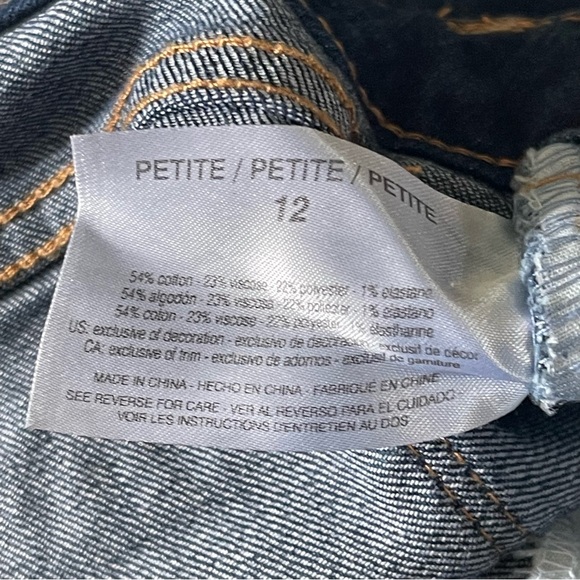 PETITE / PETITE / PETITE
12
54% cotton - 23% viscose - 22% polyester - 1% elastane
54% algodón - 23% viscosa - 22% poliester - 1% elastano
54% coton - 23% viscose - 22% polyester 1% élasthanne
US: exclusive of decoration - exclusivo de decoración exclusif de décor
CA: exclusive of trim - exclusivo de adornos - exclusif de garniture
MADE IN CHINA - HECHO EN CHINA - FABRIQUÉ EN CHINE
SEE REVERSE FOR CARE - VER AL REVERSO PARA EL CUIDADO
VOIR LES INSTRUCTIONS D'ENTRETIEN AU DOS